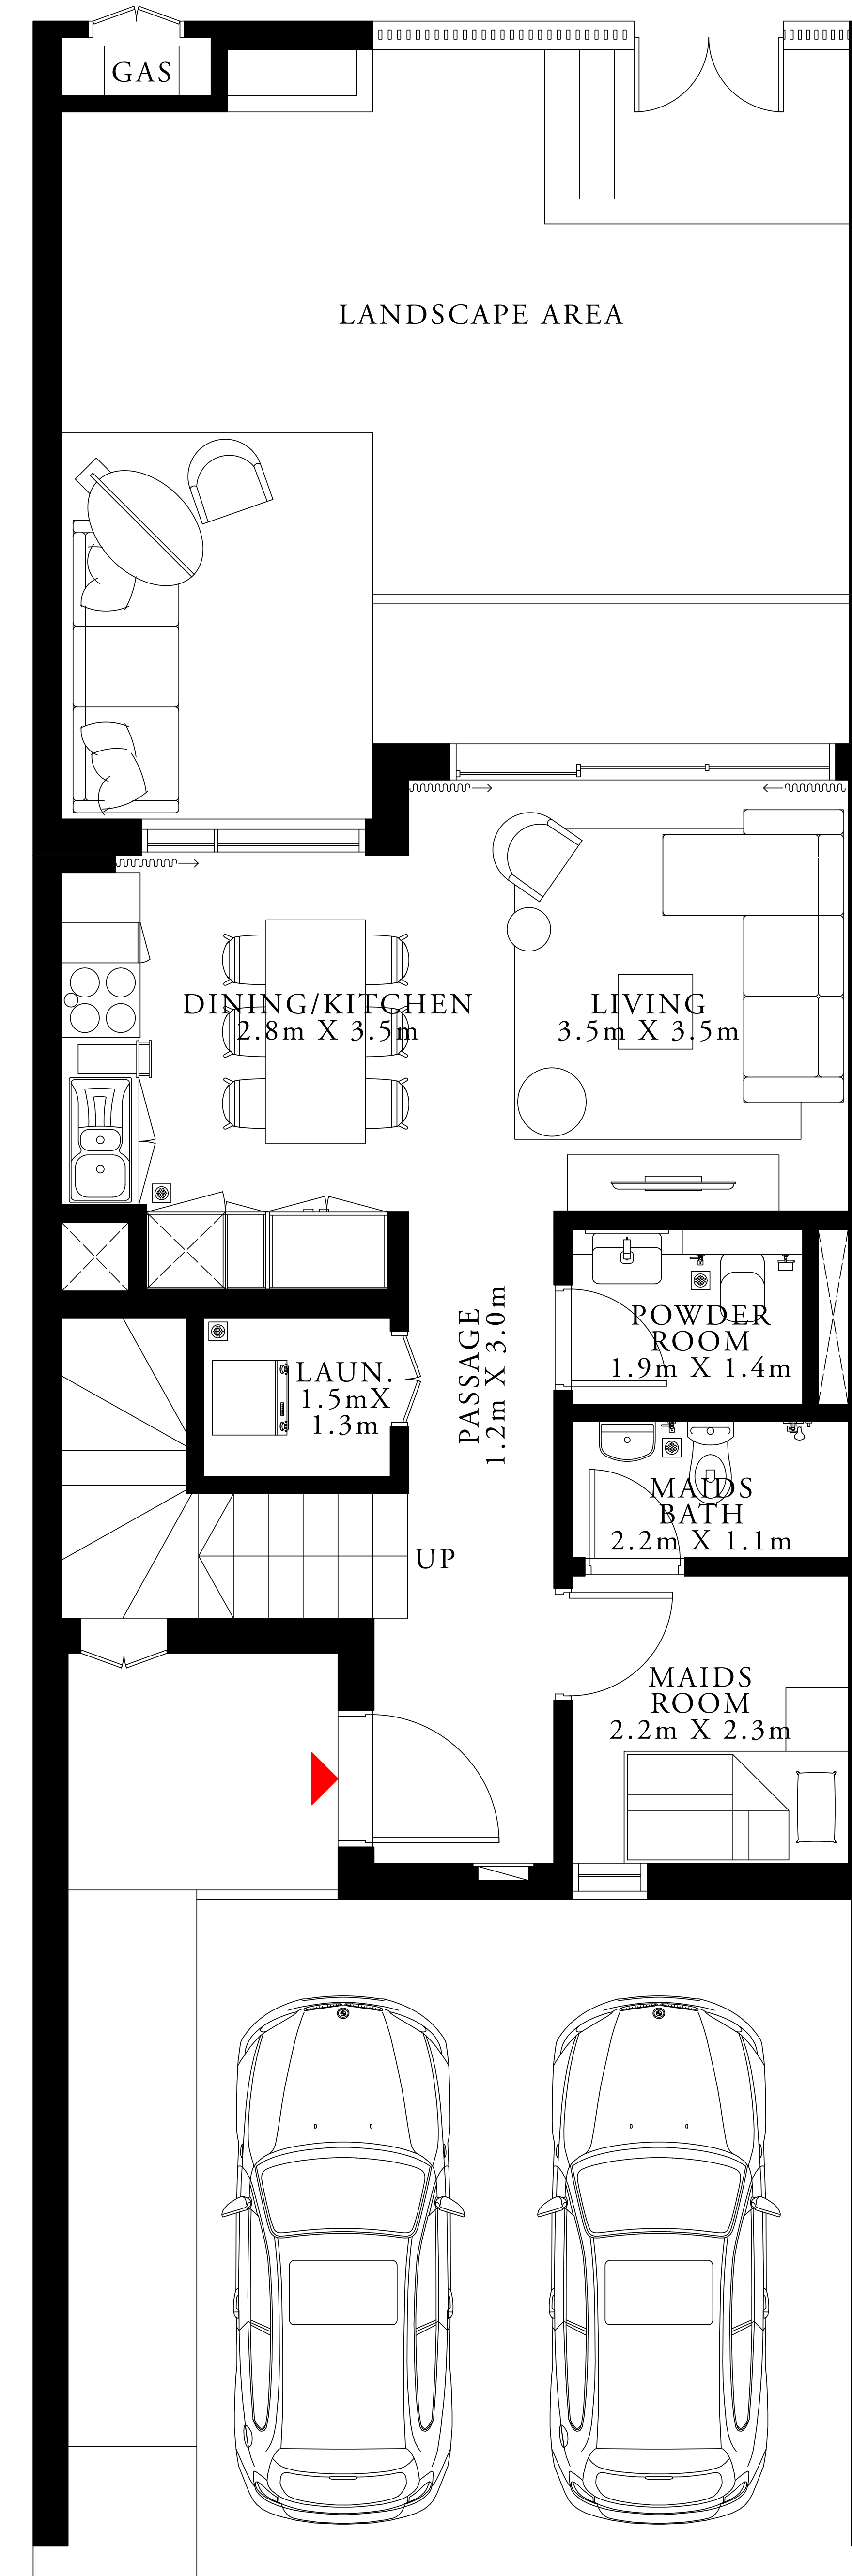 GAS
LANDSCAPE AREA
DINING/KITCHEN
2.8m X 3.5m
LIVING
3.5m X 3.5m
PASSAGE
1.2m X 3.0m
POWDER
ROOM
1.9m X 1.4m
LAUN.
1.5mX
1.3m
MAIDS
BATH
2.2m X 1.1m
UP
MAIDS
ROOM
2.2m X 2.3m